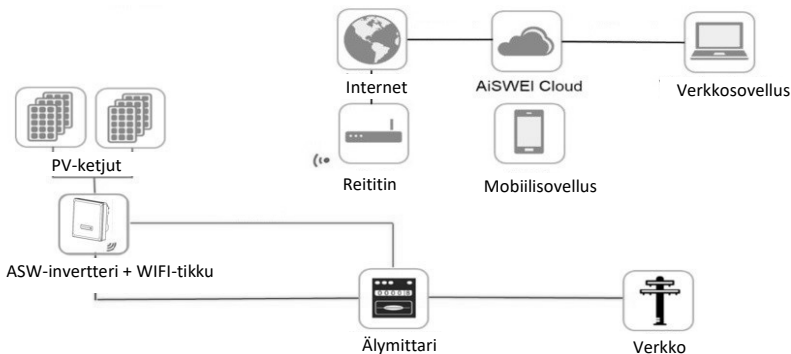 Internet
AiSWEI Cloud
Verkkosovellus
PV-ketjut
Reititin
Mobiilisovellus
ASW-invertteri + WIFI-tikku
Älymittari
Verkko